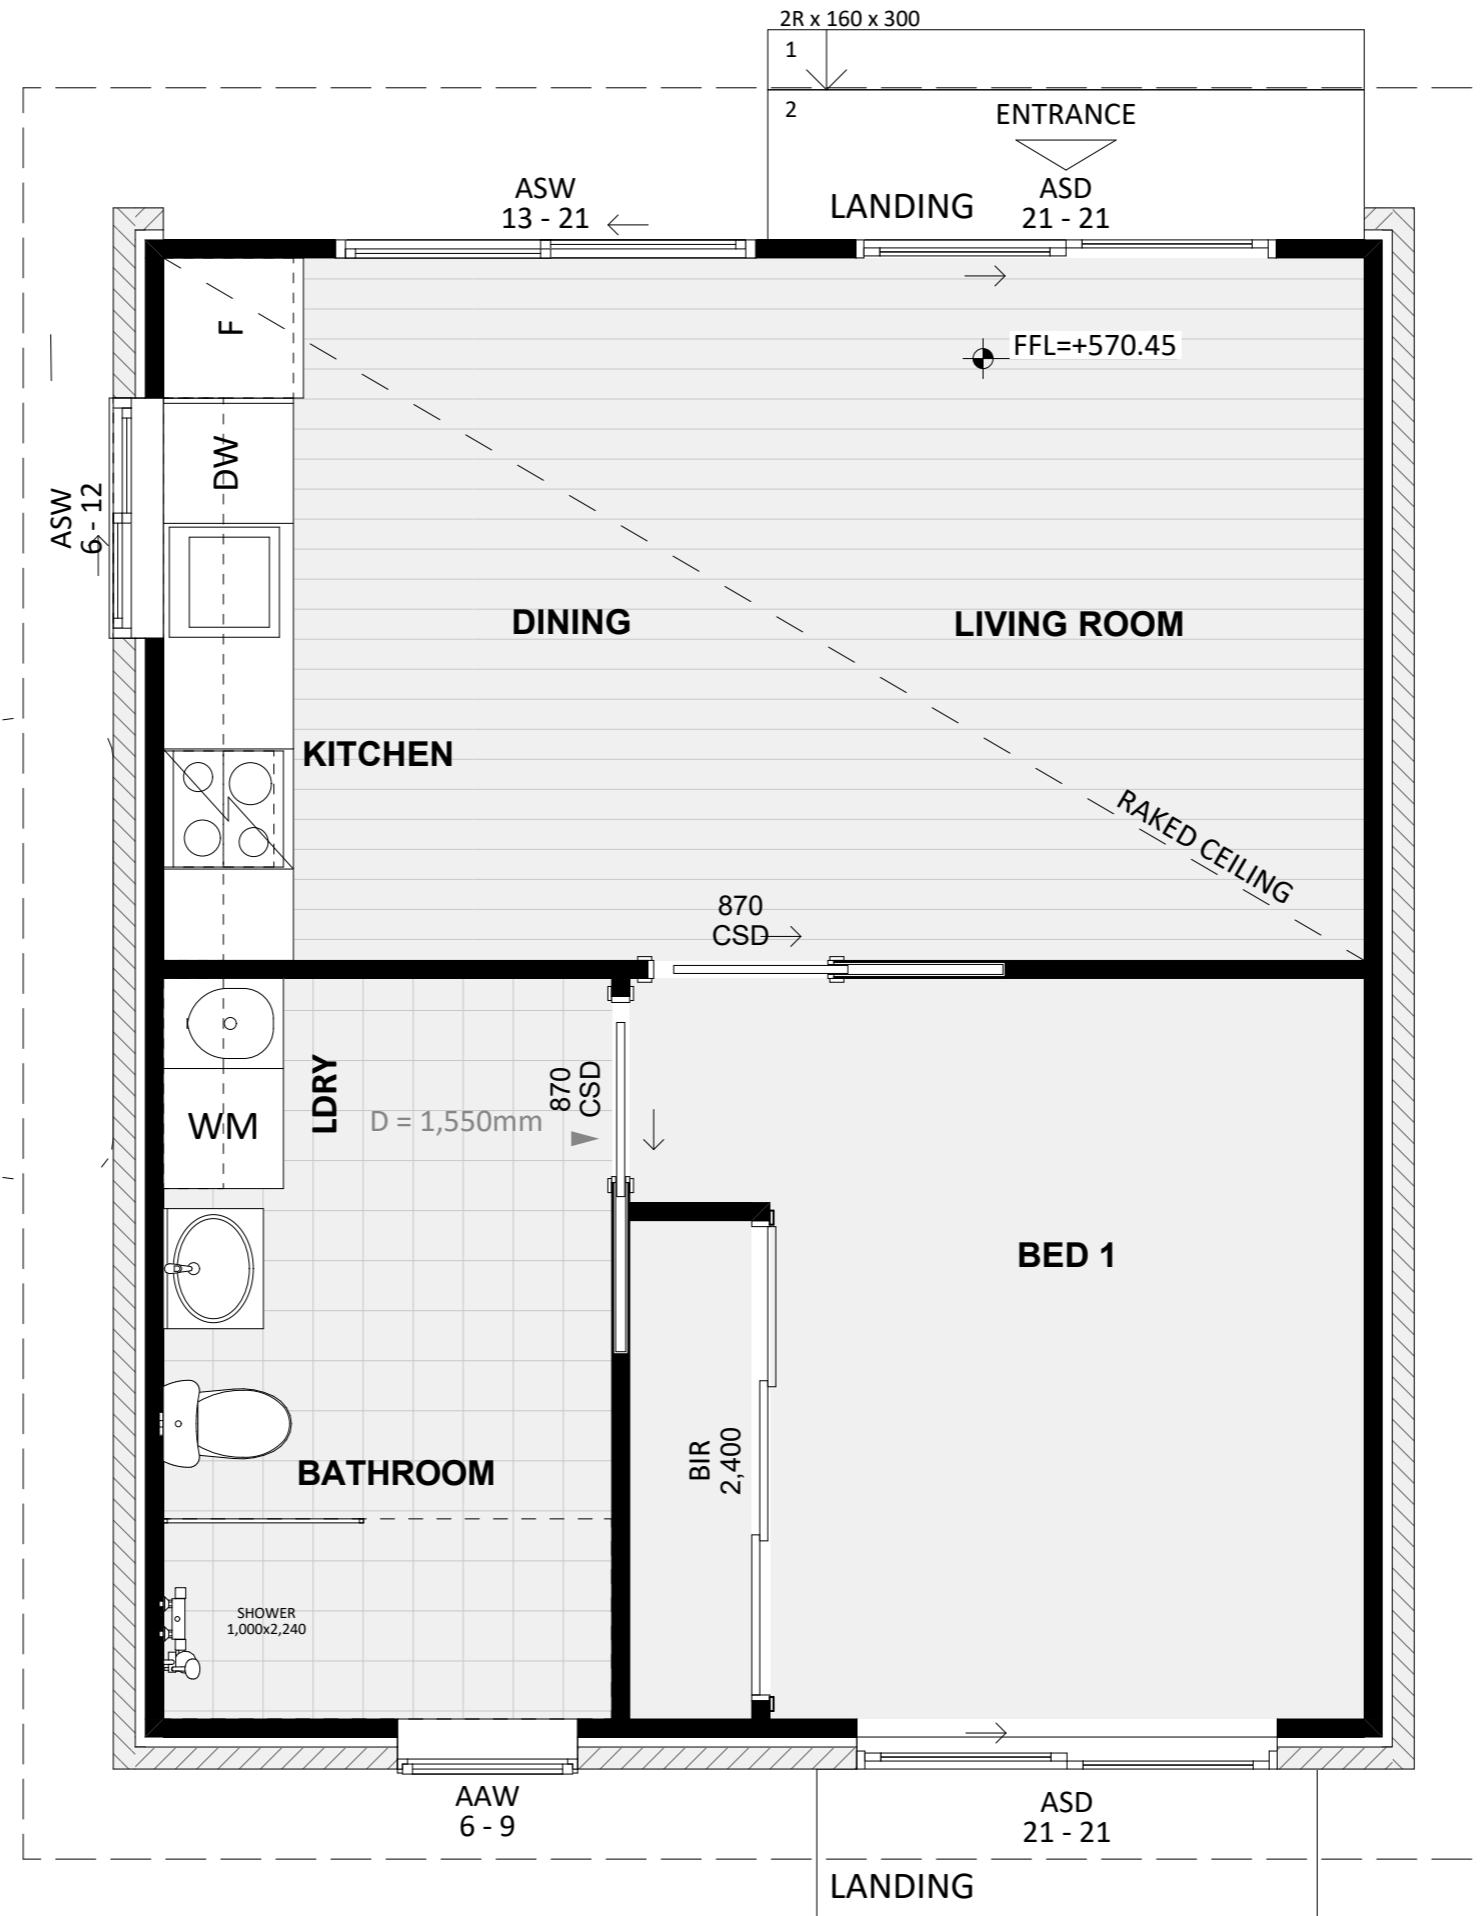 2R x 160 x 300
1
2
ENTRANCE
ASW
13 - 21
LANDING
ASD
21 - 21
F
FFL=+570.45
DW
ASW
6 - 12
DINING
LIVING ROOM
KITCHEN
RAKED CEILING
870
CSD
LDRY
870
CSD
WM
D = 1,550mm
BED 1
BIR
2,400
BATHROOM
SHOWER
1,000x2,240
AAW
6 - 9
ASD
21 - 21
LANDING